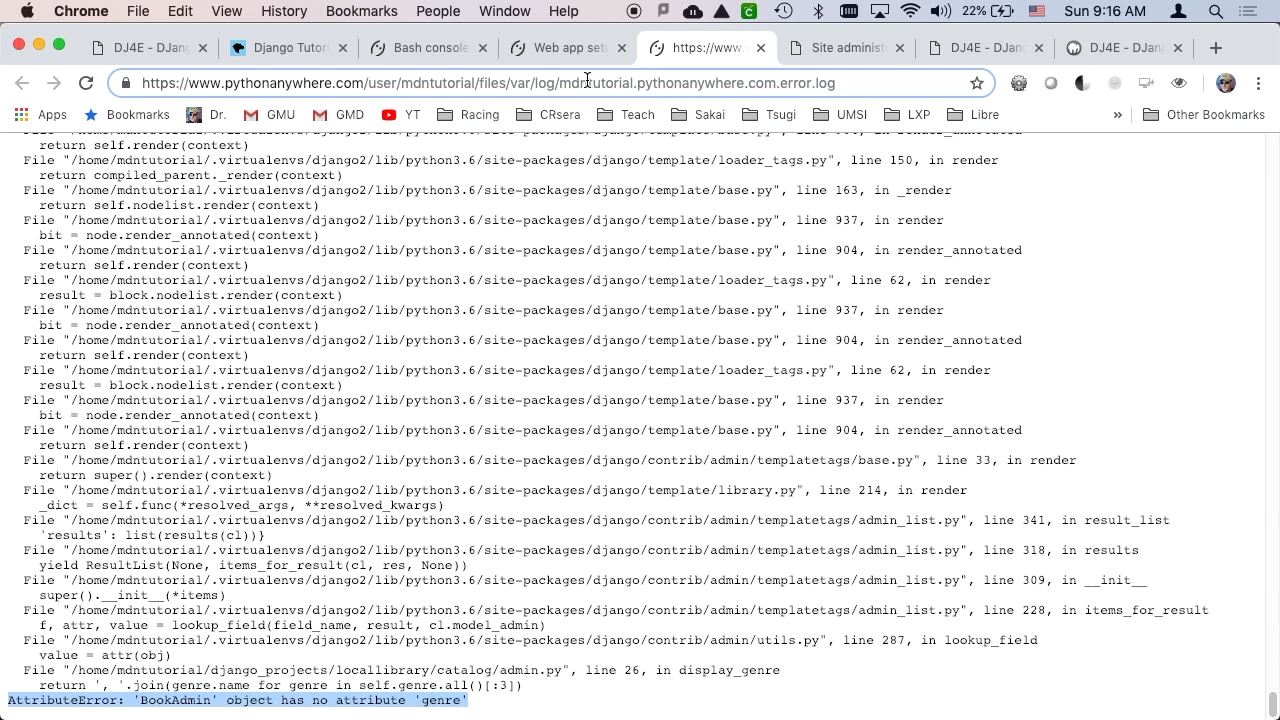 Chrome File Edit View History Bookmarks People Window Help 22% Sun 9:16 AM
DJ4E - DJan
Django Tutori
Bash console
Web app setu
https://www.
Site administ
DJ4E - DJan
DJ4E - DJan
https://www.pythonanywhere.com/user/mdntutorial/files/var/log/mdntutorial.pythonanywhere.com.error.log
Apps Bookmarks Dr. GMU GMD YT Racing CRsera Teach Sakai Tsugi UMSI LXP Libre » Other Bookmarks
return self.render(context)
File "/home/mdntutorial/.virtualenvs/django2/lib/python3.6/site-packages/django/template/loader_tags.py", line 150, in render
return compiled_parent._render(context)
File "/home/mdntutorial/.virtualenvs/django2/lib/python3.6/site-packages/django/template/base.py", line 163, in _render
return self.nodelist.render(context)
File "/home/mdntutorial/.virtualenvs/django2/lib/python3.6/site-packages/django/template/base.py", line 937, in render
bit = node.render_annotated(context)
File "/home/mdntutorial/.virtualenvs/django2/lib/python3.6/site-packages/django/template/base.py", line 904, in render_annotated
return self.render(context)
File "/home/mdntutorial/.virtualenvs/django2/lib/python3.6/site-packages/django/template/loader_tags.py", line 62, in render
result = block.nodelist.render(context)
File "/home/mdntutorial/.virtualenvs/django2/lib/python3.6/site-packages/django/template/base.py", line 937, in render
bit = node.render_annotated(context)
File "/home/mdntutorial/.virtualenvs/django2/lib/python3.6/site-packages/django/template/base.py", line 904, in render_annotated
return self.render(context)
File "/home/mdntutorial/.virtualenvs/django2/lib/python3.6/site-packages/django/template/loader_tags.py", line 62, in render
result = block.nodelist.render(context)
File "/home/mdntutorial/.virtualenvs/django2/lib/python3.6/site-packages/django/template/base.py", line 937, in render
bit = node.render_annotated(context)
File "/home/mdntutorial/.virtualenvs/django2/lib/python3.6/site-packages/django/template/base.py", line 904, in render_annotated
return self.render(context)
File "/home/mdntutorial/.virtualenvs/django2/lib/python3.6/site-packages/django/contrib/admin/templatetags/base.py", line 33, in render
return super().render(context)
File "/home/mdntutorial/.virtualenvs/django2/lib/python3.6/site-packages/django/template/library.py", line 214, in render
_dict = self.func(*resolved_args, **resolved_kwargs)
File "/home/mdntutorial/.virtualenvs/django2/lib/python3.6/site-packages/django/contrib/admin/templatetags/admin_list.py", line 341, in result_list
'results': list(results(cl))}
File "/home/mdntutorial/.virtualenvs/django2/lib/python3.6/site-packages/django/contrib/admin/templatetags/admin_list.py", line 318, in results
yield ResultList(None, items_for_result(cl, res, None))
File "/home/mdntutorial/.virtualenvs/django2/lib/python3.6/site-packages/django/contrib/admin/templatetags/admin_list.py", line 309, in __init__
super().__init__(*items)
File "/home/mdntutorial/.virtualenvs/django2/lib/python3.6/site-packages/django/contrib/admin/templatetags/admin_list.py", line 228, in items_for_result
f, attr, value = lookup_field(field_name, result, cl.model_admin)
File "/home/mdntutorial/.virtualenvs/django2/lib/python3.6/site-packages/django/contrib/admin/utils.py", line 287, in lookup_field
value = attr(obj)
File "/home/mdntutorial/django_projects/locallibrary/catalog/admin.py", line 26, in display_genre
return ', '.join(genre.name for genre in self.genre.all()[:3])
AttributeError: 'BookAdmin' object has no attribute 'genre'